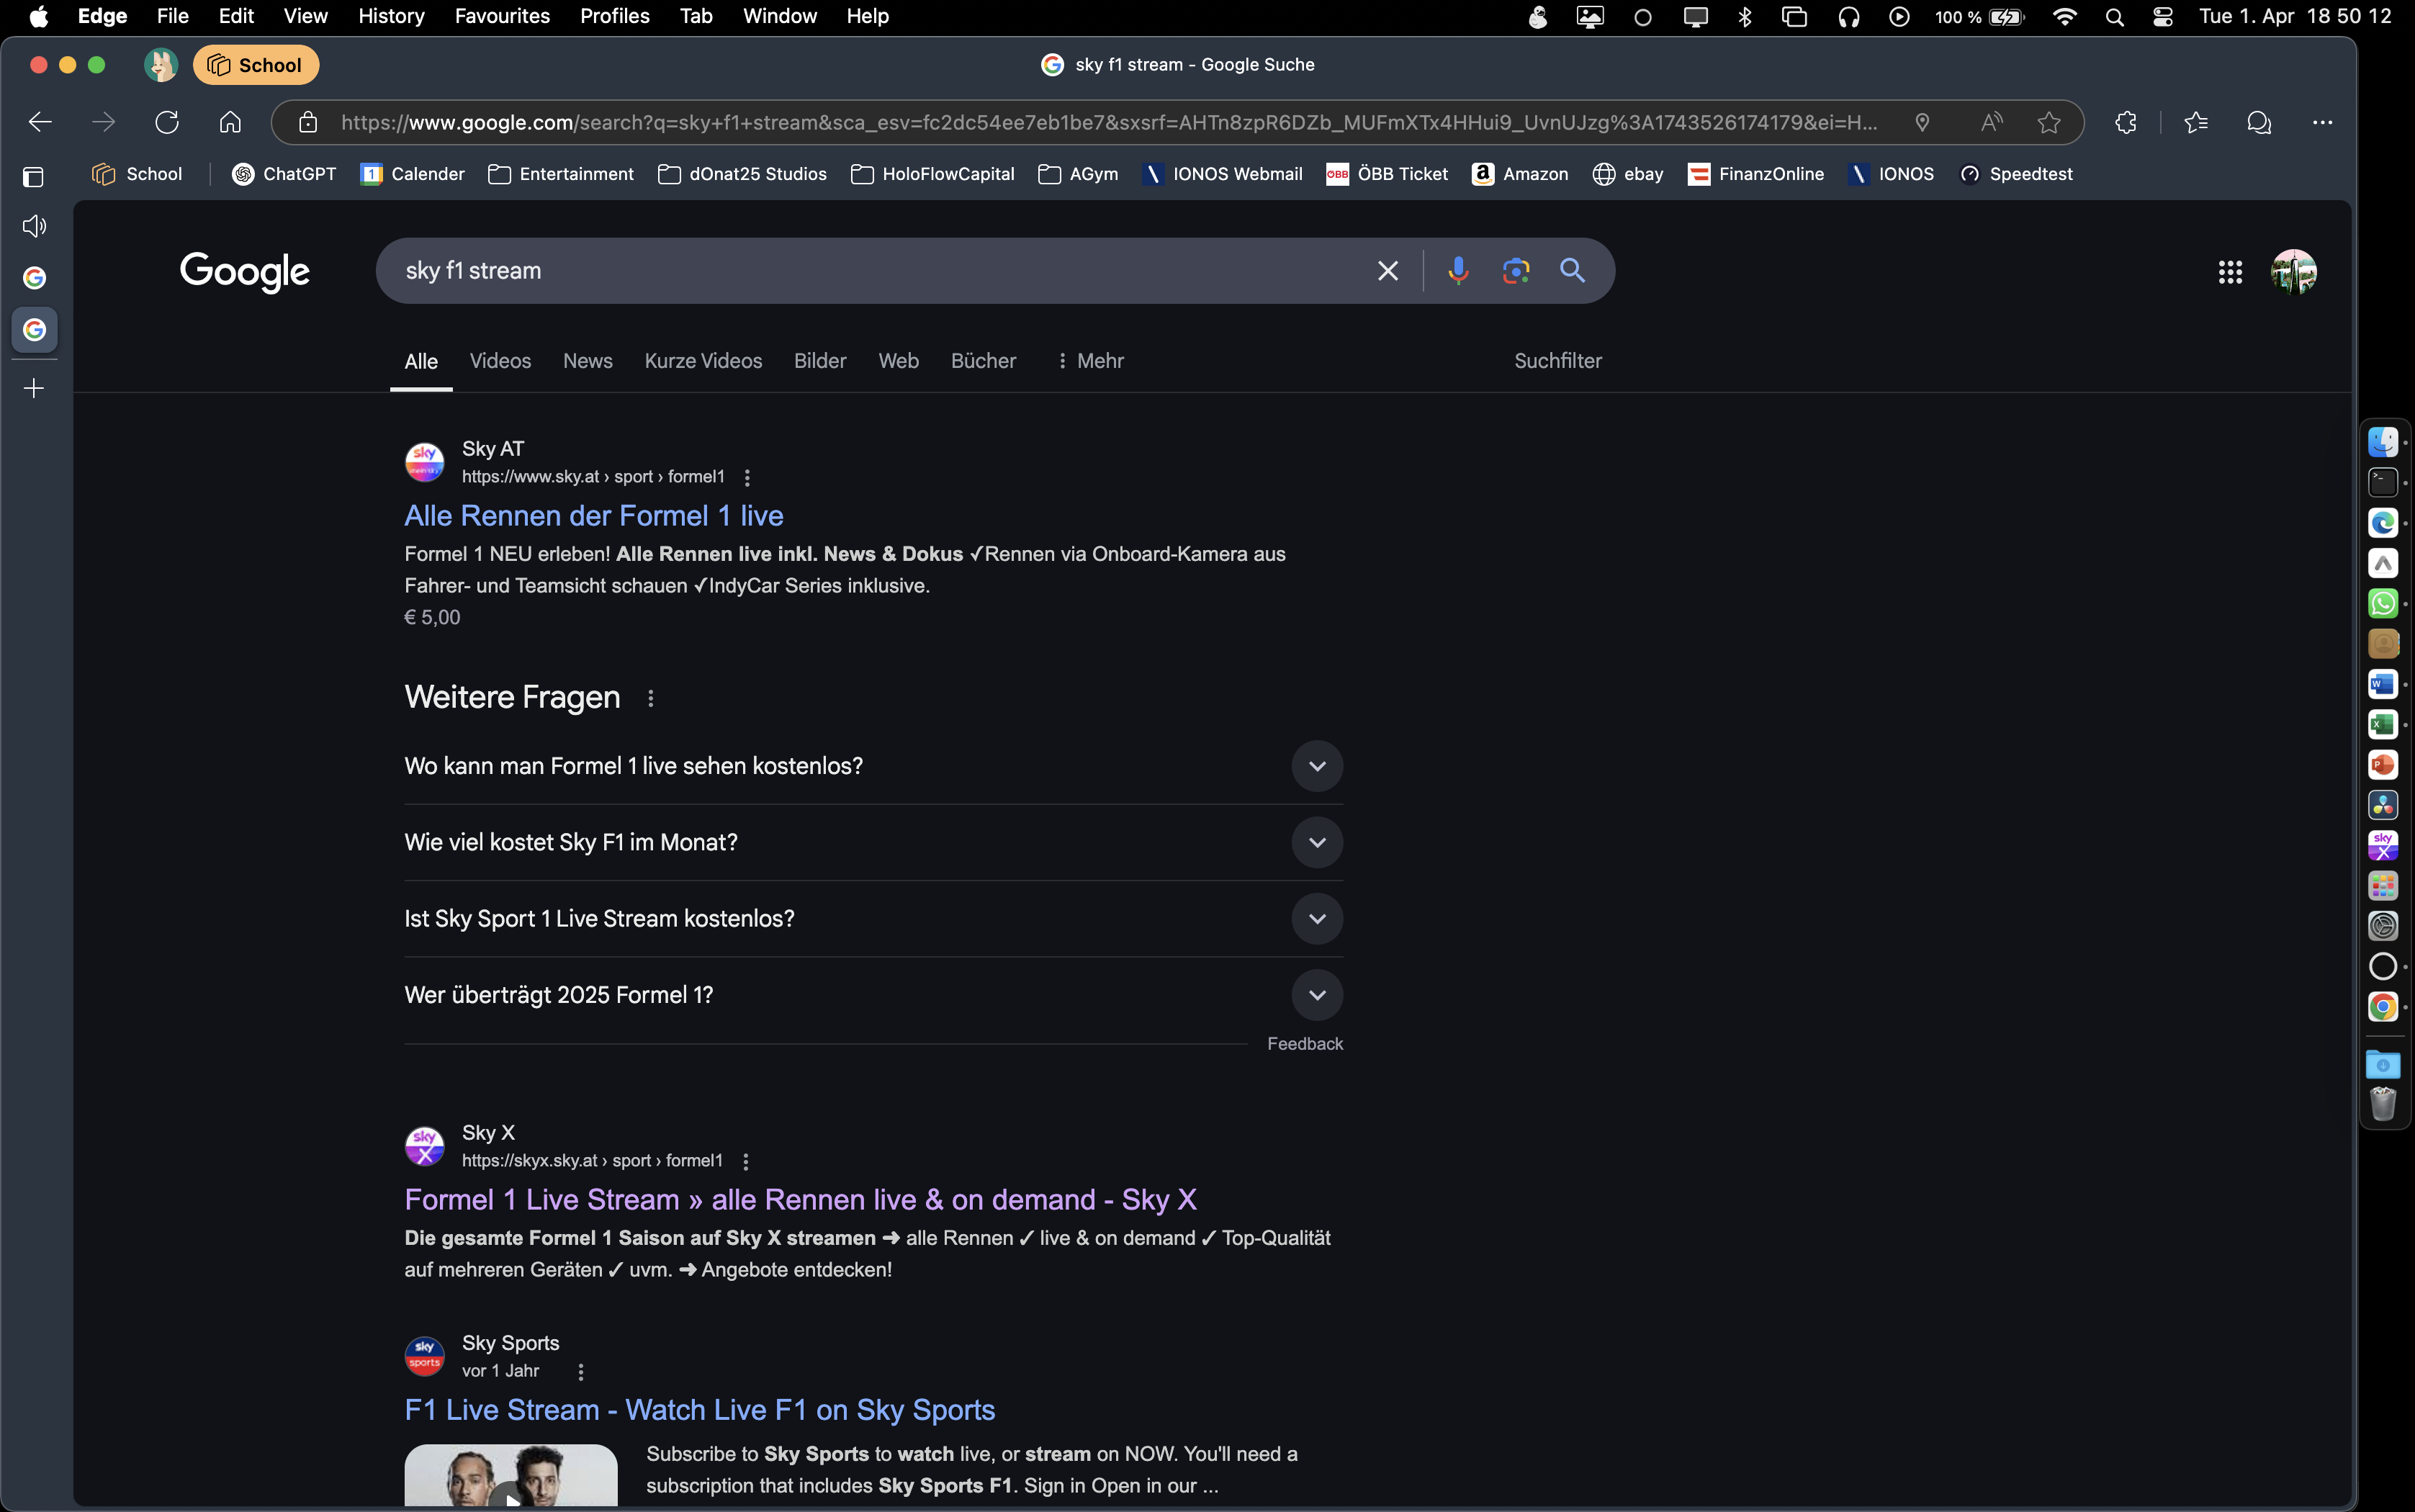 Edge File Edit View History Favourites Profiles Tab Window Help 100 % Tue 1. Apr 18 50 12
School sky f1 stream - Google Suche
https://www.google.com/search?q=sky+f1+stream&sca_esv=fc2dc54ee7eb1be7&sxsrf=AHTn8zpR6DZb_MUFmXTx4HHui9_UvnUJzg%3A1743526174179&ei=H...
School ChatGPT 1 Calender Entertainment dOnat25 Studios HoloFlowCapital AGym IONOS Webmail ÖBB ÖBB Ticket Amazon ebay FinanzOnline IONOS Speedtest
Google sky f1 stream
Alle Videos News Kurze Videos Bilder Web Bücher Mehr Suchfilter
sky Sky AT
https://www.sky.at › sport › formel1
Alle Rennen der Formel 1 live
Formel 1 NEU erleben! Alle Rennen live inkl. News & Dokus ✓Rennen via Onboard-Kamera aus
Fahrer- und Teamsicht schauen ✓IndyCar Series inklusive.
€ 5,00
Weitere Fragen
Wo kann man Formel 1 live sehen kostenlos?
Wie viel kostet Sky F1 im Monat?
Ist Sky Sport 1 Live Stream kostenlos?
Wer überträgt 2025 Formel 1?
Feedback
sky X Sky X
https://skyx.sky.at › sport › formel1
Formel 1 Live Stream » alle Rennen live & on demand - Sky X
Die gesamte Formel 1 Saison auf Sky X streamen ➜ alle Rennen ✓ live & on demand ✓ Top-Qualität
auf mehreren Geräten ✓ uvm. ➜ Angebote entdecken!
sky sports Sky Sports
vor 1 Jahr
F1 Live Stream - Watch Live F1 on Sky Sports
Subscribe to Sky Sports to watch live, or stream on NOW. You'll need a
subscription that includes Sky Sports F1. Sign in Open in our ...
W
X
P
sky X